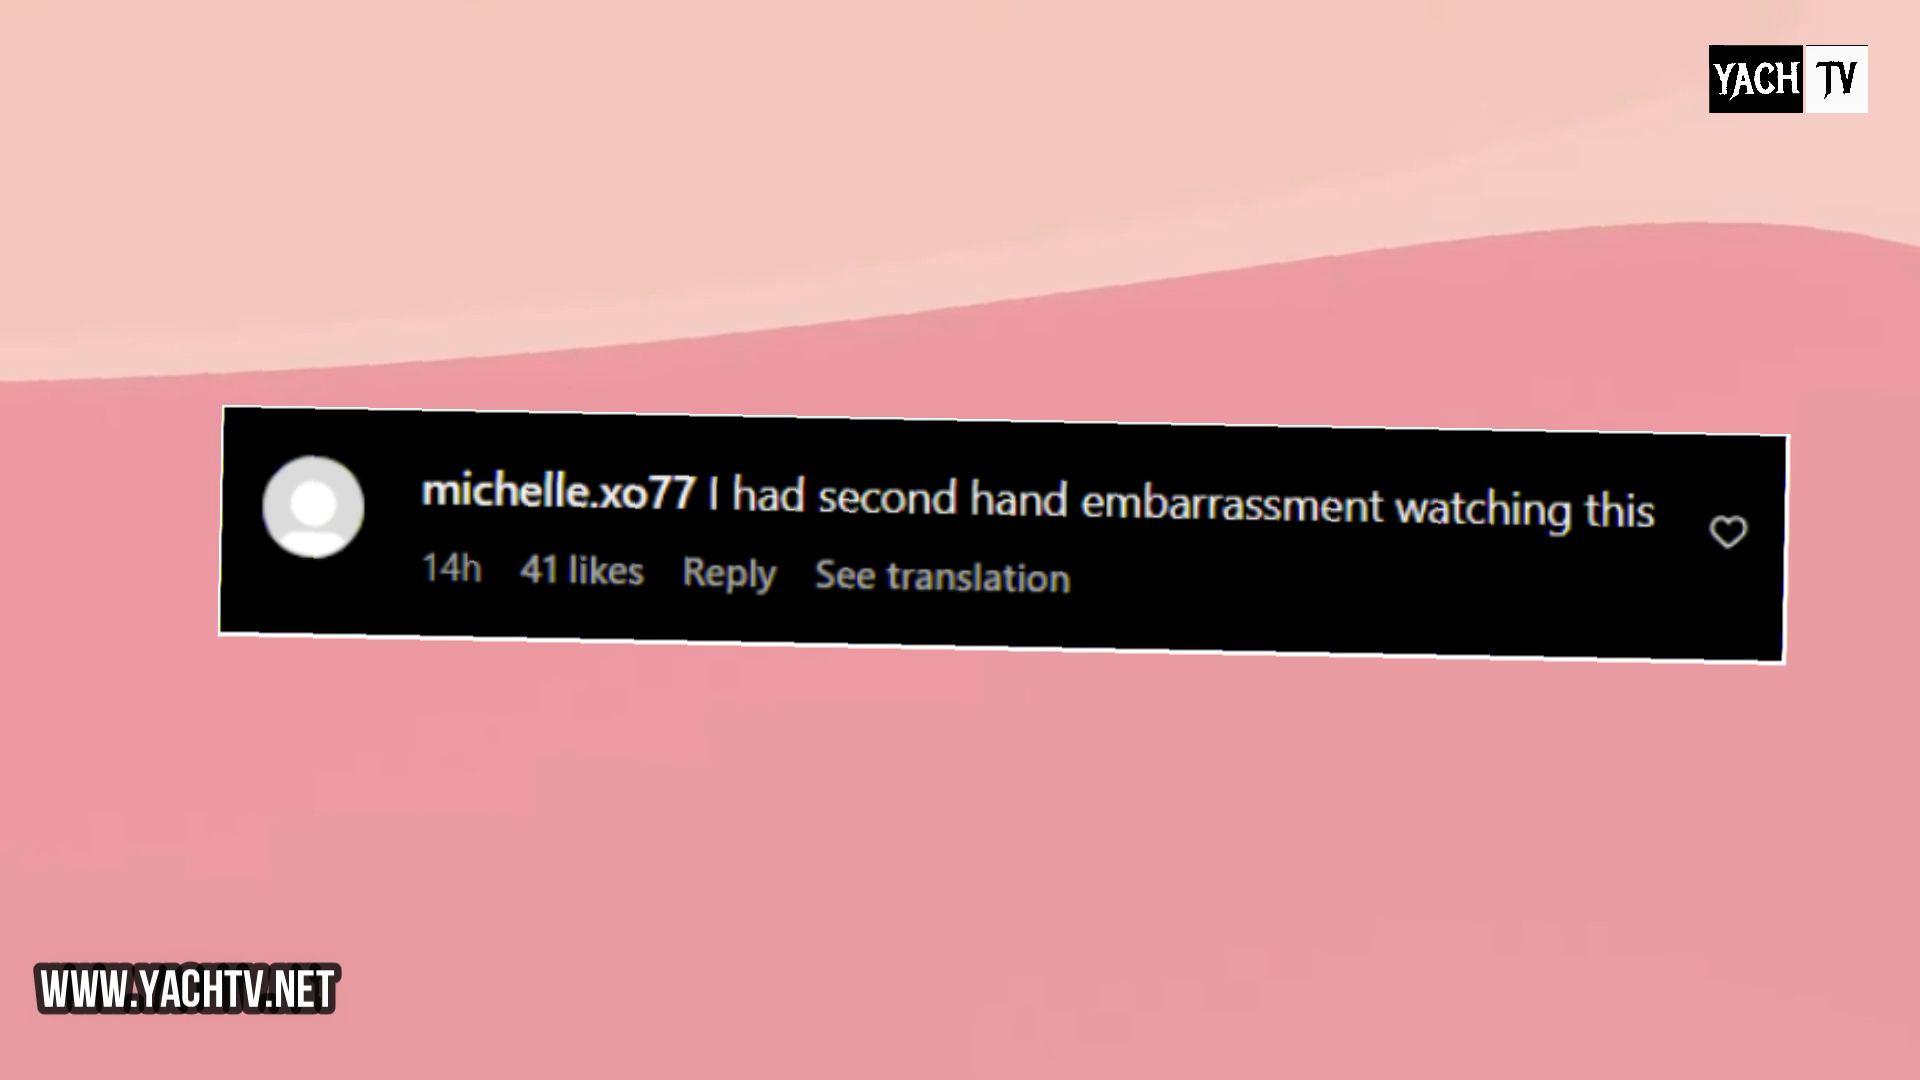 YACH TV
michelle.xo77 I had second hand embarrassment watching this
14h 41 likes Reply See translation
WWW.YACHTV.NET